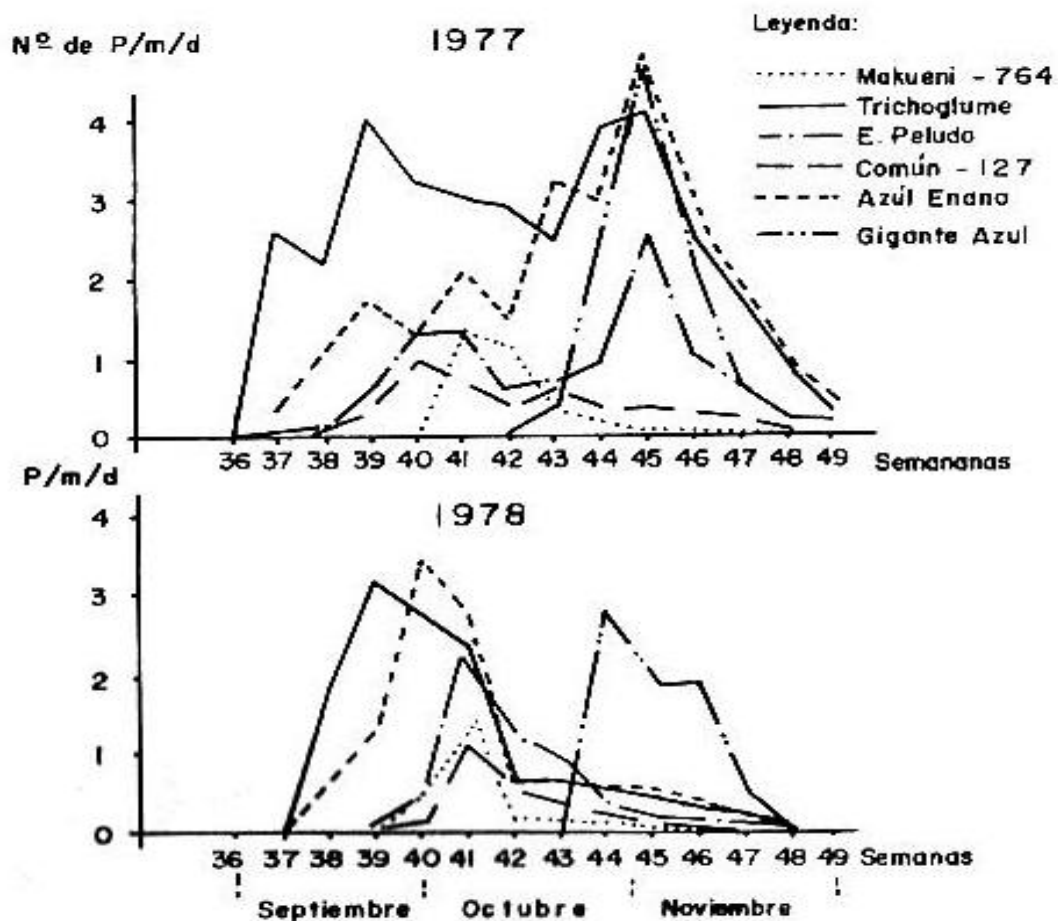 Nº de P/m/d
1977
Leyenda:
Makueni - 764
Trichoglume
E. Peludo
Común - 127
Azúl Enano
Gigante Azul
4
3
2
1
0
36 37 38 39 40 41 42 43 44 45 46 47 48 49 Semananas
P/m/d
1978
4
3
2
1
0
36 37 38 39 40 41 42 43 44 45 46 47 48 49 Semanas
Septiembre Octubre Noviembre